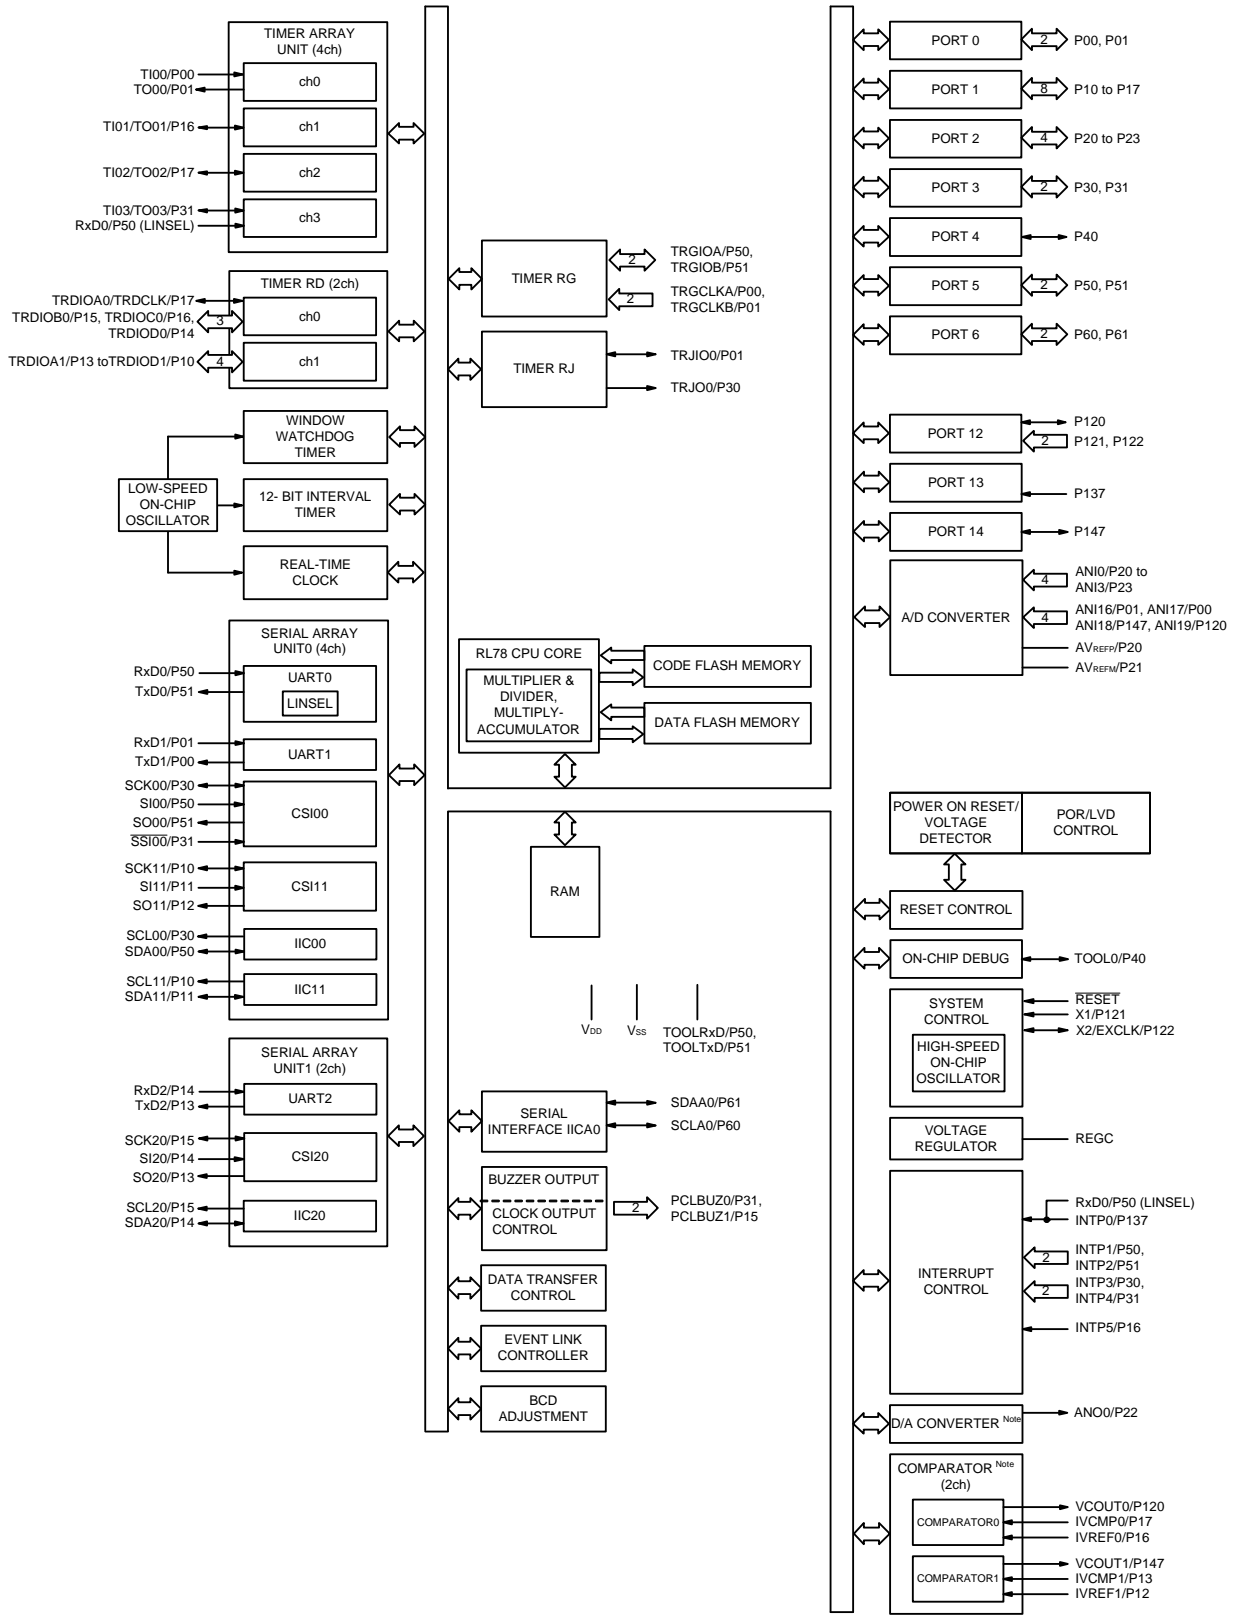 TIMER ARRAY
UNIT (4ch)
TI00/P00
TO00/P01
ch0
TI01/TO01/P16
ch1
TI02/TO02/P17
ch2
TI03/TO03/P31
RxD0/P50 (LINSEL)
ch3
TIMER RD (2ch)
TRDIOA0/TRDCLK/P17
TRDIOB0/P15, TRDIOC0/P16,
TRDIOD0/P14
3
ch0
TRDIOA1/P13 toTRDIOD1/P10
4
ch1
WINDOW
WATCHDOG
TIMER
LOW-SPEED
ON-CHIP
OSCILLATOR
12- BIT INTERVAL
TIMER
REAL-TIME
CLOCK
SERIAL ARRAY
UNIT0 (4ch)
RxD0/P50
TxD0/P51
UART0
LINSEL
RxD1/P01
TxD1/P00
UART1
SCK00/P30
SI00/P50
SO00/P51
SSI00/P31
CSI00
SCK11/P10
SI11/P11
SO11/P12
CSI11
SCL00/P30
SDA00/P50
IIC00
SCL11/P10
SDA11/P11
IIC11
SERIAL ARRAY
UNIT1 (2ch)
RxD2/P14
TxD2/P13
UART2
SCK20/P15
SI20/P14
SO20/P13
CSI20
SCL20/P15
SDA20/P14
IIC20
TIMER RG
2
TRGIOA/P50,
TRGIOB/P51
2
TRGCLKA/P00,
TRGCLKB/P01
TIMER RJ
TRJIO0/P01
TRJO0/P30
RL78 CPU CORE
MULTIPLIER &
DIVIDER,
MULTIPLY-
ACCUMULATOR
CODE FLASH MEMORY
DATA FLASH MEMORY
RAM
VDD
VSS
TOOLRxD/P50,
TOOLTxD/P51
SERIAL
INTERFACE IICA0
SDAA0/P61
SCLA0/P60
BUZZER OUTPUT
CLOCK OUTPUT
CONTROL
2
PCLBUZ0/P31,
PCLBUZ1/P15
DATA TRANSFER
CONTROL
EVENT LINK
CONTROLLER
BCD
ADJUSTMENT
PORT 0
2
P00, P01
PORT 1
8
P10 to P17
PORT 2
4
P20 to P23
PORT 3
2
P30, P31
PORT 4
P40
PORT 5
2
P50, P51
PORT 6
2
P60, P61
PORT 12
P120
2
P121, P122
PORT 13
P137
PORT 14
P147
A/D CONVERTER
4
ANI0/P20 to
ANI3/P23
4
ANI16/P01, ANI17/P00
ANI18/P147, ANI19/P120
AVREFP/P20
AVREFM/P21
POWER ON RESET/
VOLTAGE
DETECTOR
POR/LVD
CONTROL
RESET CONTROL
ON-CHIP DEBUG
TOOL0/P40
SYSTEM
CONTROL
HIGH-SPEED
ON-CHIP
OSCILLATOR
RESET
X1/P121
X2/EXCLK/P122
VOLTAGE
REGULATOR
REGC
INTERRUPT
CONTROL
RxD0/P50 (LINSEL)
INTP0/P137
2
INTP1/P50,
INTP2/P51
2
INTP3/P30,
INTP4/P31
INTP5/P16
D/A CONVERTER Note
ANO0/P22
COMPARATOR Note
(2ch)
COMPARATOR0
VCOUT0/P120
IVCMP0/P17
IVREF0/P16
COMPARATOR1
VCOUT1/P147
IVCMP1/P13
IVREF1/P12